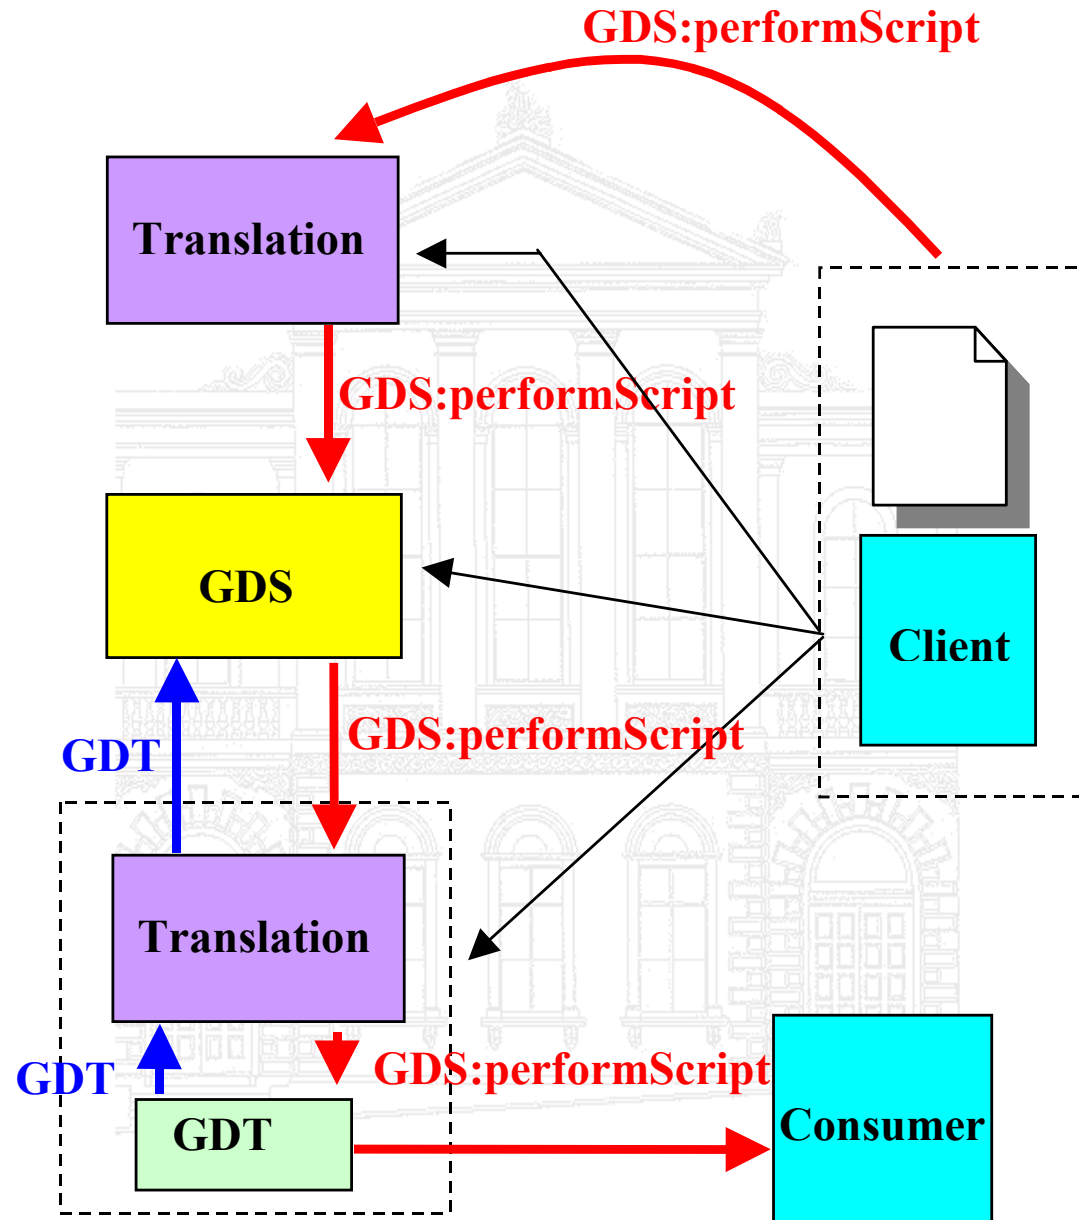 GDS:performScript
Translation
GDS:performScript
GDS
Client
GDS:performScript
GDT
Translation
GDT
GDS:performScript
GDT
Consumer